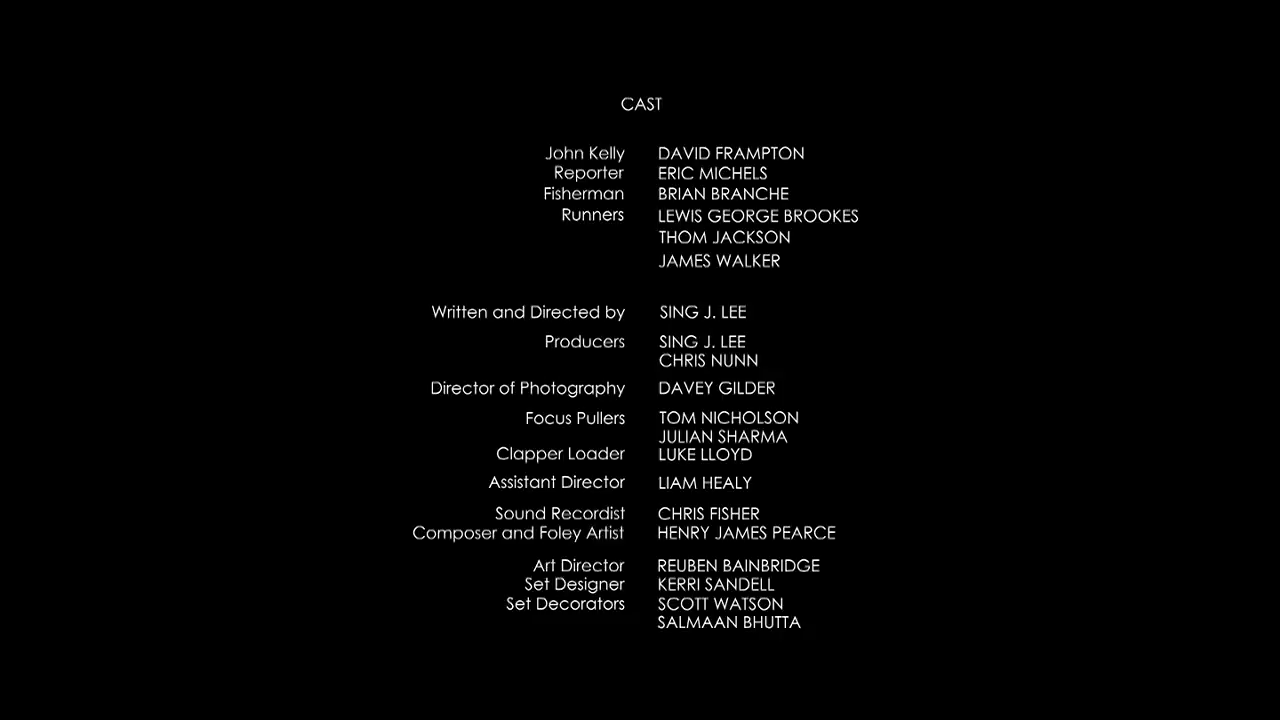 CAST
John Kelly DAVID FRAMPTON
Reporter ERIC MICHELS
Fisherman BRIAN BRANCHE
Runners LEWIS GEORGE BROOKES
THOM JACKSON
JAMES WALKER
Written and Directed by SING J. LEE
Producers SING J. LEE
CHRIS NUNN
Director of Photography DAVEY GILDER
Focus Pullers TOM NICHOLSON
JULIAN SHARMA
Clapper Loader LUKE LLOYD
Assistant Director LIAM HEALY
Sound Recordist CHRIS FISHER
Composer and Foley Artist HENRY JAMES PEARCE
Art Director REUBEN BAINBRIDGE
Set Designer KERRI SANDELL
Set Decorators SCOTT WATSON
SALMAAN BHUTTA